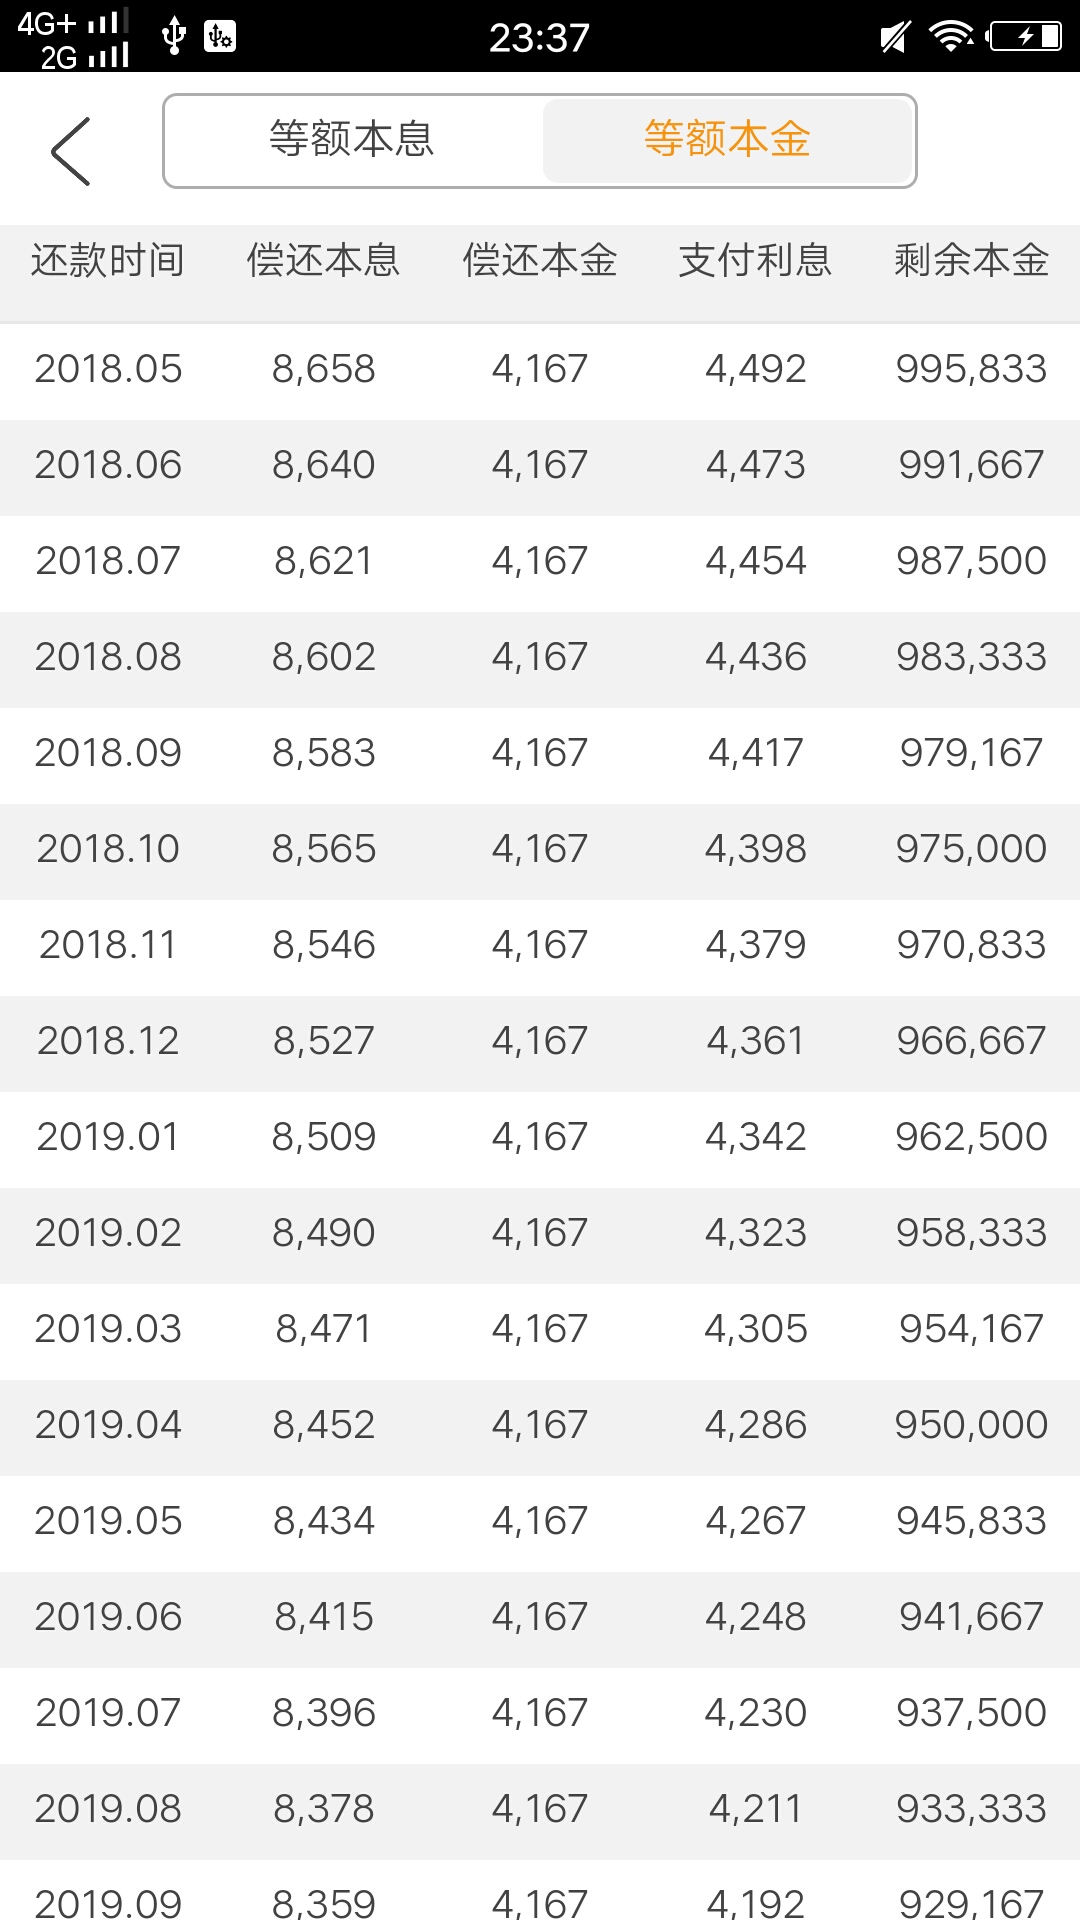 4G+
2G
23:37
等额本息 等额本金
还款时间 偿还本息 偿还本金 支付利息 剩余本金
2018.05 8,658 4,167 4,492 995,833
2018.06 8,640 4,167 4,473 991,667
2018.07 8,621 4,167 4,454 987,500
2018.08 8,602 4,167 4,436 983,333
2018.09 8,583 4,167 4,417 979,167
2018.10 8,565 4,167 4,398 975,000
2018.11 8,546 4,167 4,379 970,833
2018.12 8,527 4,167 4,361 966,667
2019.01 8,509 4,167 4,342 962,500
2019.02 8,490 4,167 4,323 958,333
2019.03 8,471 4,167 4,305 954,167
2019.04 8,452 4,167 4,286 950,000
2019.05 8,434 4,167 4,267 945,833
2019.06 8,415 4,167 4,248 941,667
2019.07 8,396 4,167 4,230 937,500
2019.08 8,378 4,167 4,211 933,333
2019.09 8,359 4,167 4,192 929,167